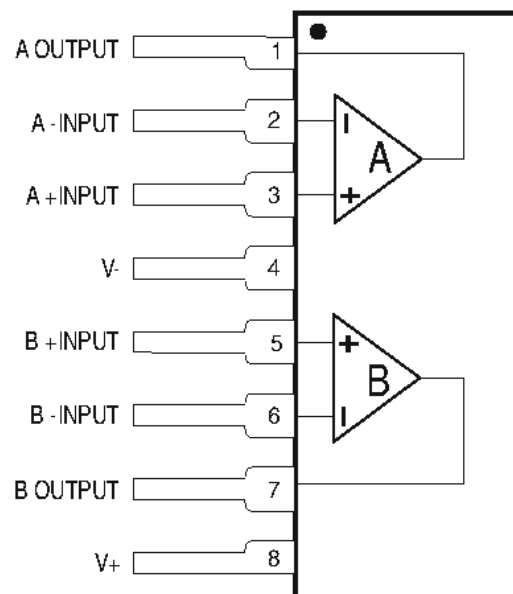 A OUTPUT 1
A -INPUT 2
A +INPUT 3
V- 4
B +INPUT 5
B -INPUT 6
B OUTPUT 7
V+ 8
- A +
+ B -